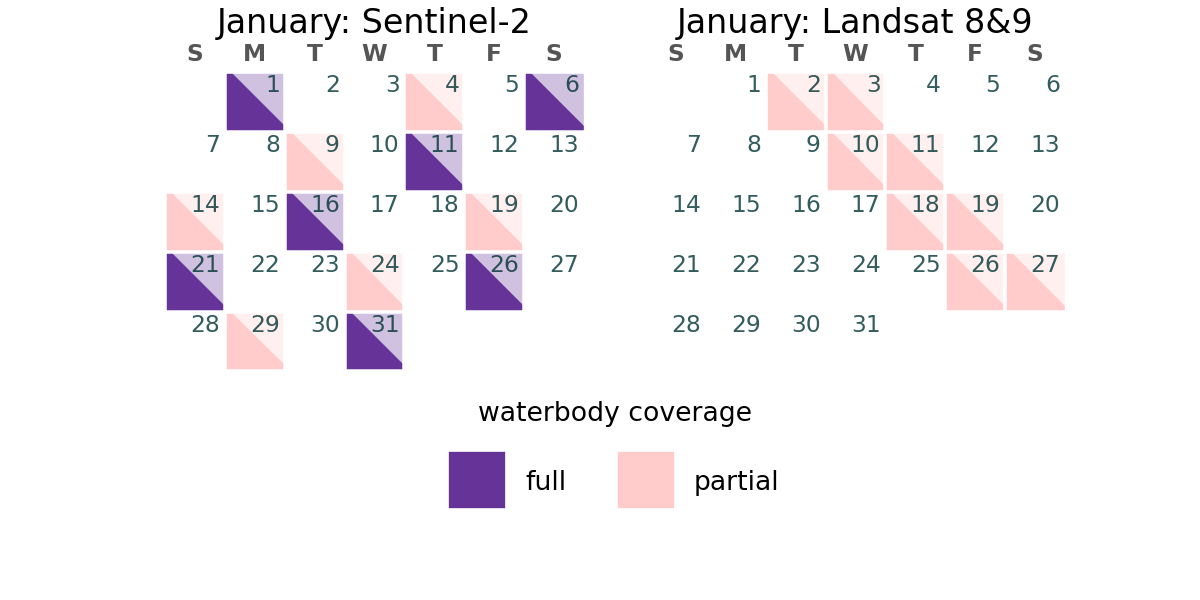 January: Sentinel-2
S M T W T F S
1 2 3 4 5 6
7 8 9 10 11 12 13
14 15 16 17 18 19 20
21 22 23 24 25 26 27
28 29 30 31
January: Landsat 8&9
S M T W T F S
1 2 3 4 5 6
7 8 9 10 11 12 13
14 15 16 17 18 19 20
21 22 23 24 25 26 27
28 29 30 31
waterbody coverage
full partial